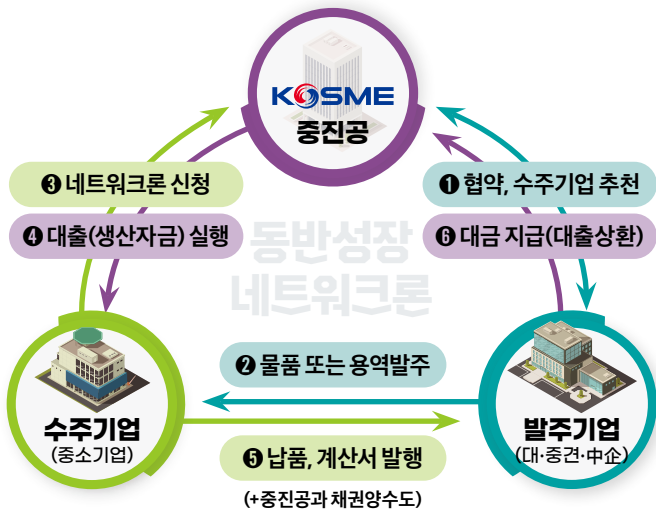 KOSME
중진공
❸ 네트워크론 신청
❶ 협약, 수주기업 추천
❹ 대출(생산자금) 실행
❻ 대금 지급(대출상환)
동반성장
네트워크론
❷ 물품 또는 용역발주
수주기업
(중소기업)
발주기업
(대·중견·中企)
❺ 납품, 계산서 발행
(+중진공과 채권양수도)